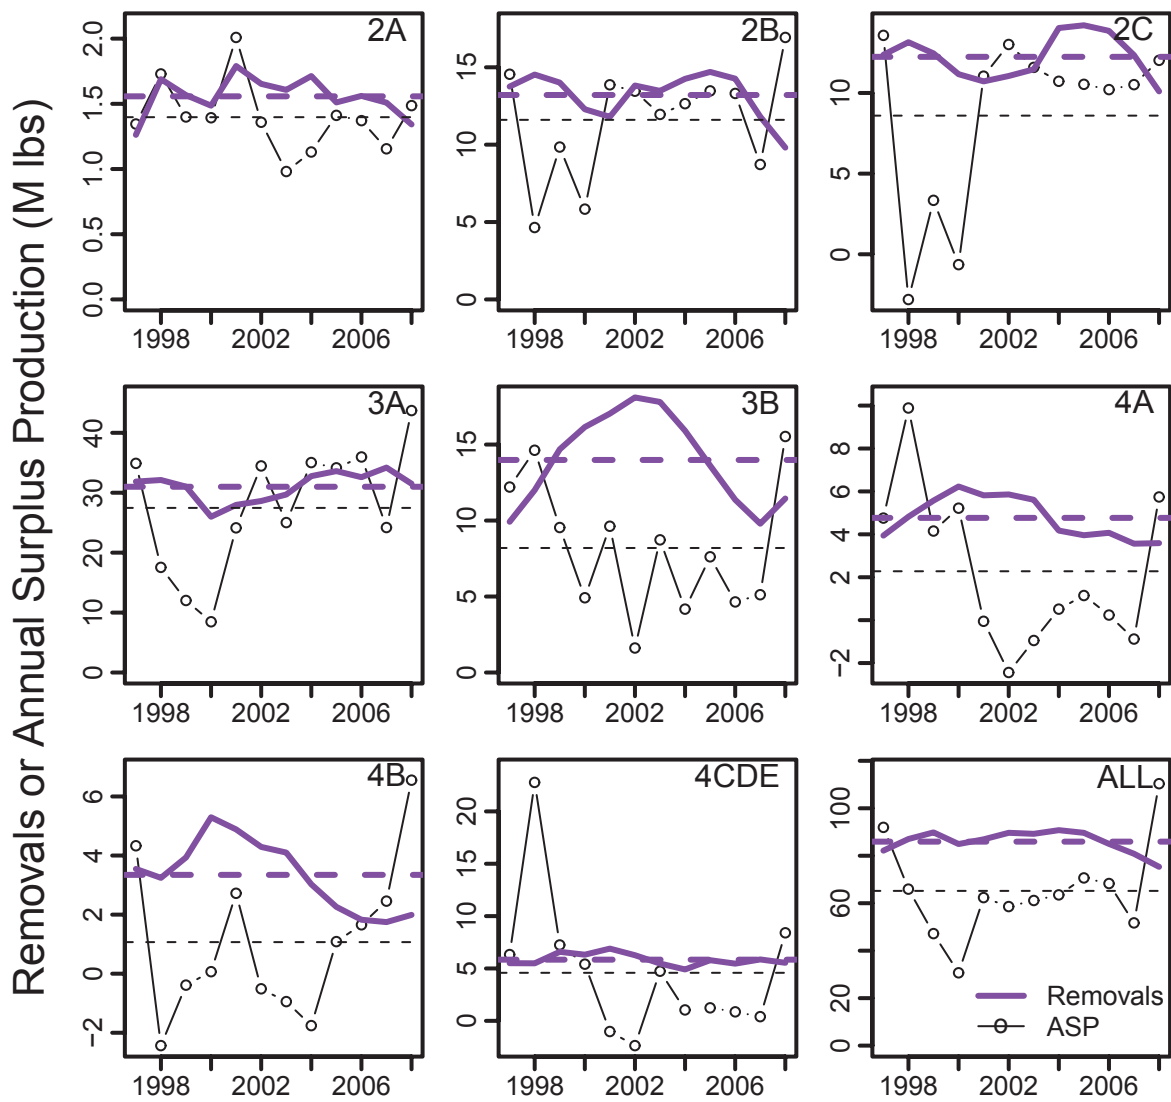 Removals or Annual Surplus Production (M lbs)
2A
0.0 0.5 1.0 1.5 2.0
1998 2002 2006
2B
0 5 10 15
1998 2002 2006
2C
0 5 10
1998 2002 2006
3A
0 10 20 30 40
1998 2002 2006
3B
0 5 10 15
1998 2002 2006
4A
−2 2 4 6 8
1998 2002 2006
4B
−2 0 2 4 6
1998 2002 2006
4CDE
0 5 10 15 20
1998 2002 2006
ALL
0 20 60 100
1998 2002 2006
Removals
ASP